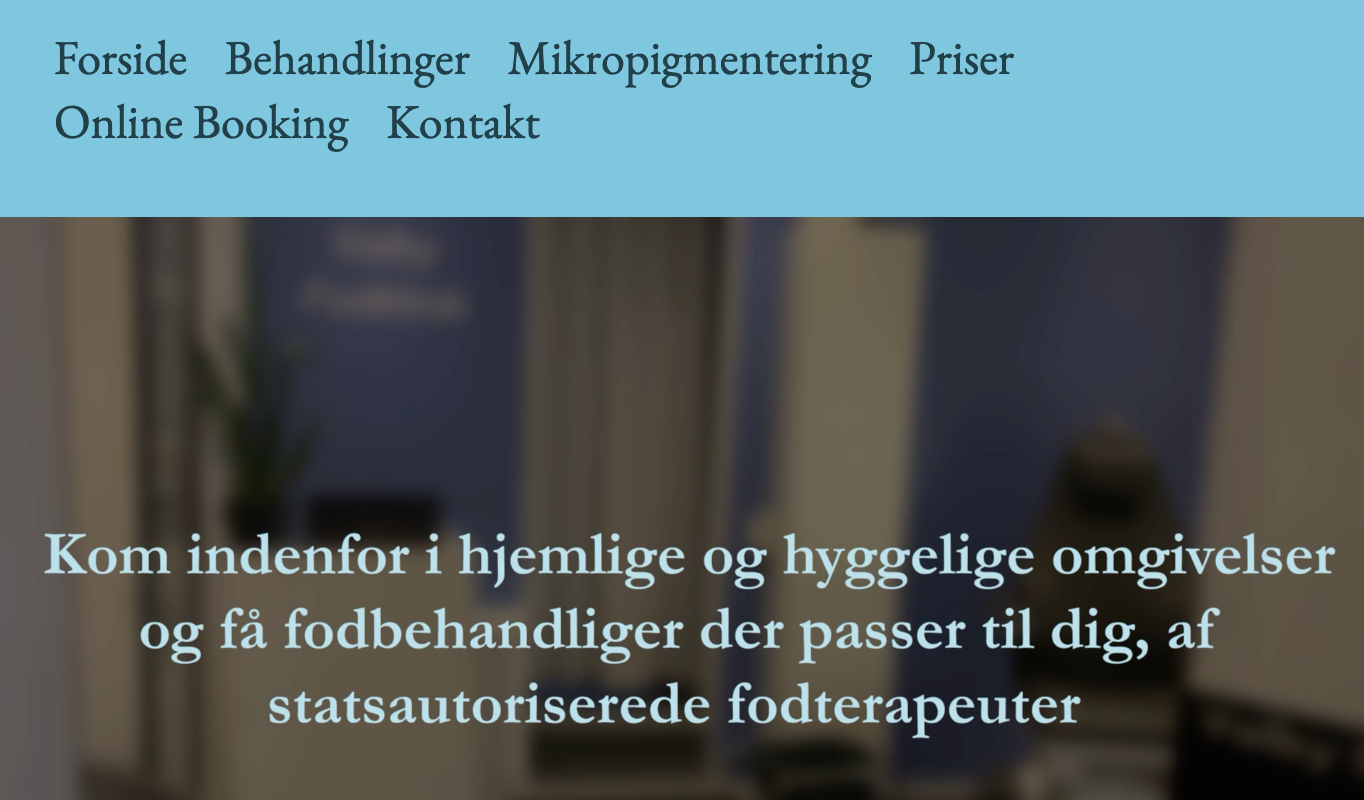 Forside Behandlinger Mikropigmentering Priser
Online Booking Kontakt
Kom indenfor i hjemlige og hyggelige omgivelser
og få fodbehandliger der passer til dig, af
statsautoriserede fodterapeuter